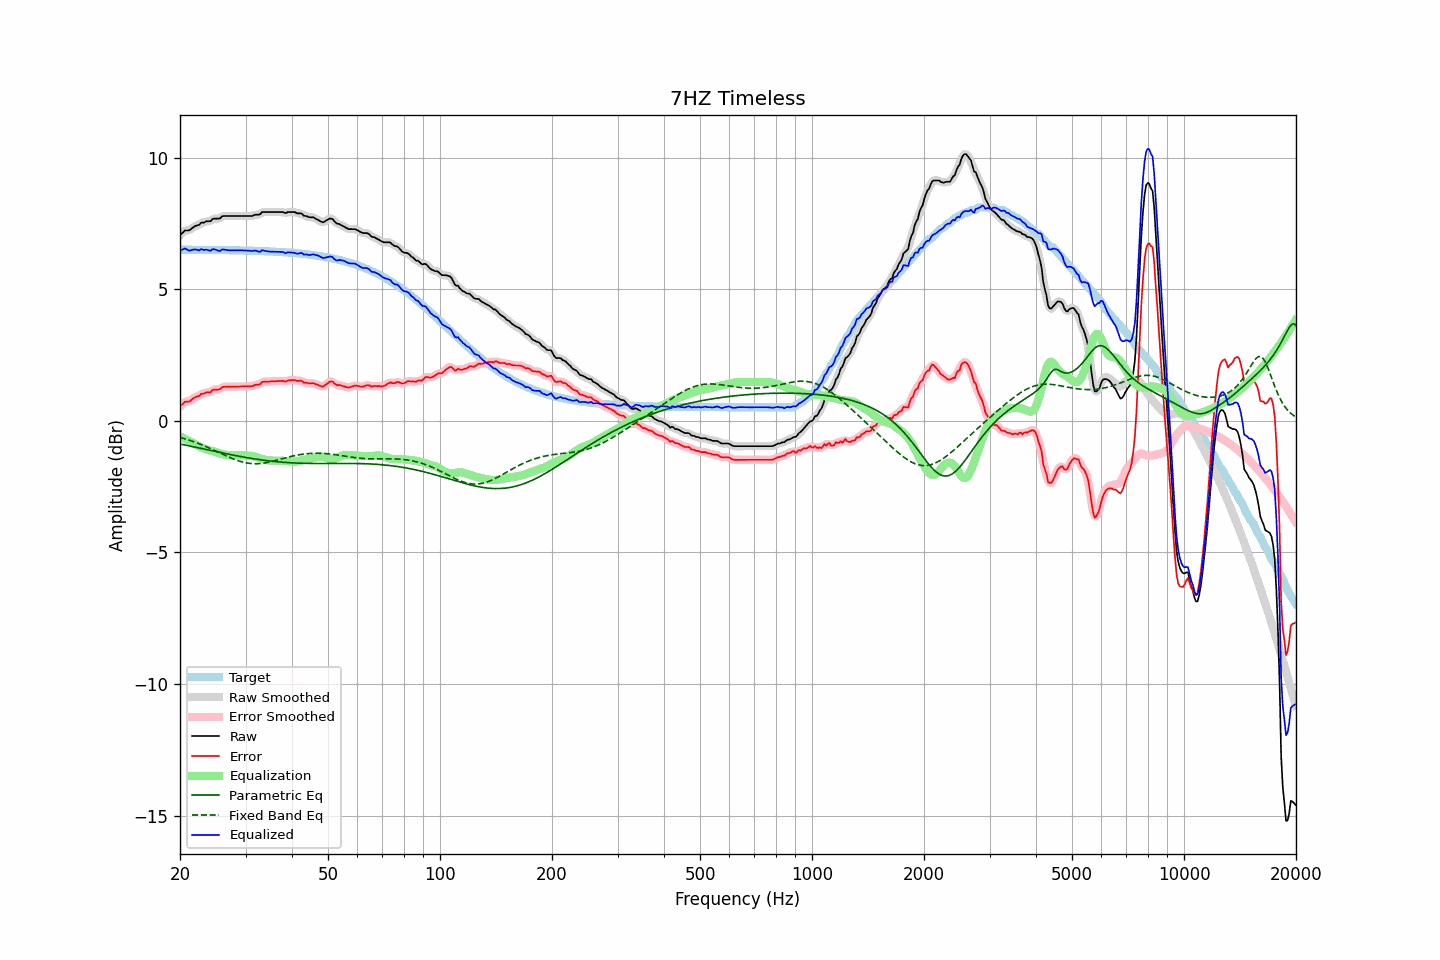 7HZ Timeless
Amplitude (dBr)
10
5
0
−5
−10
−15
Target
Raw Smoothed
Error Smoothed
Raw
Error
Equalization
Parametric Eq
Fixed Band Eq
Equalized
20 50 100 200 500 1000 2000 5000 10000 20000
Frequency (Hz)